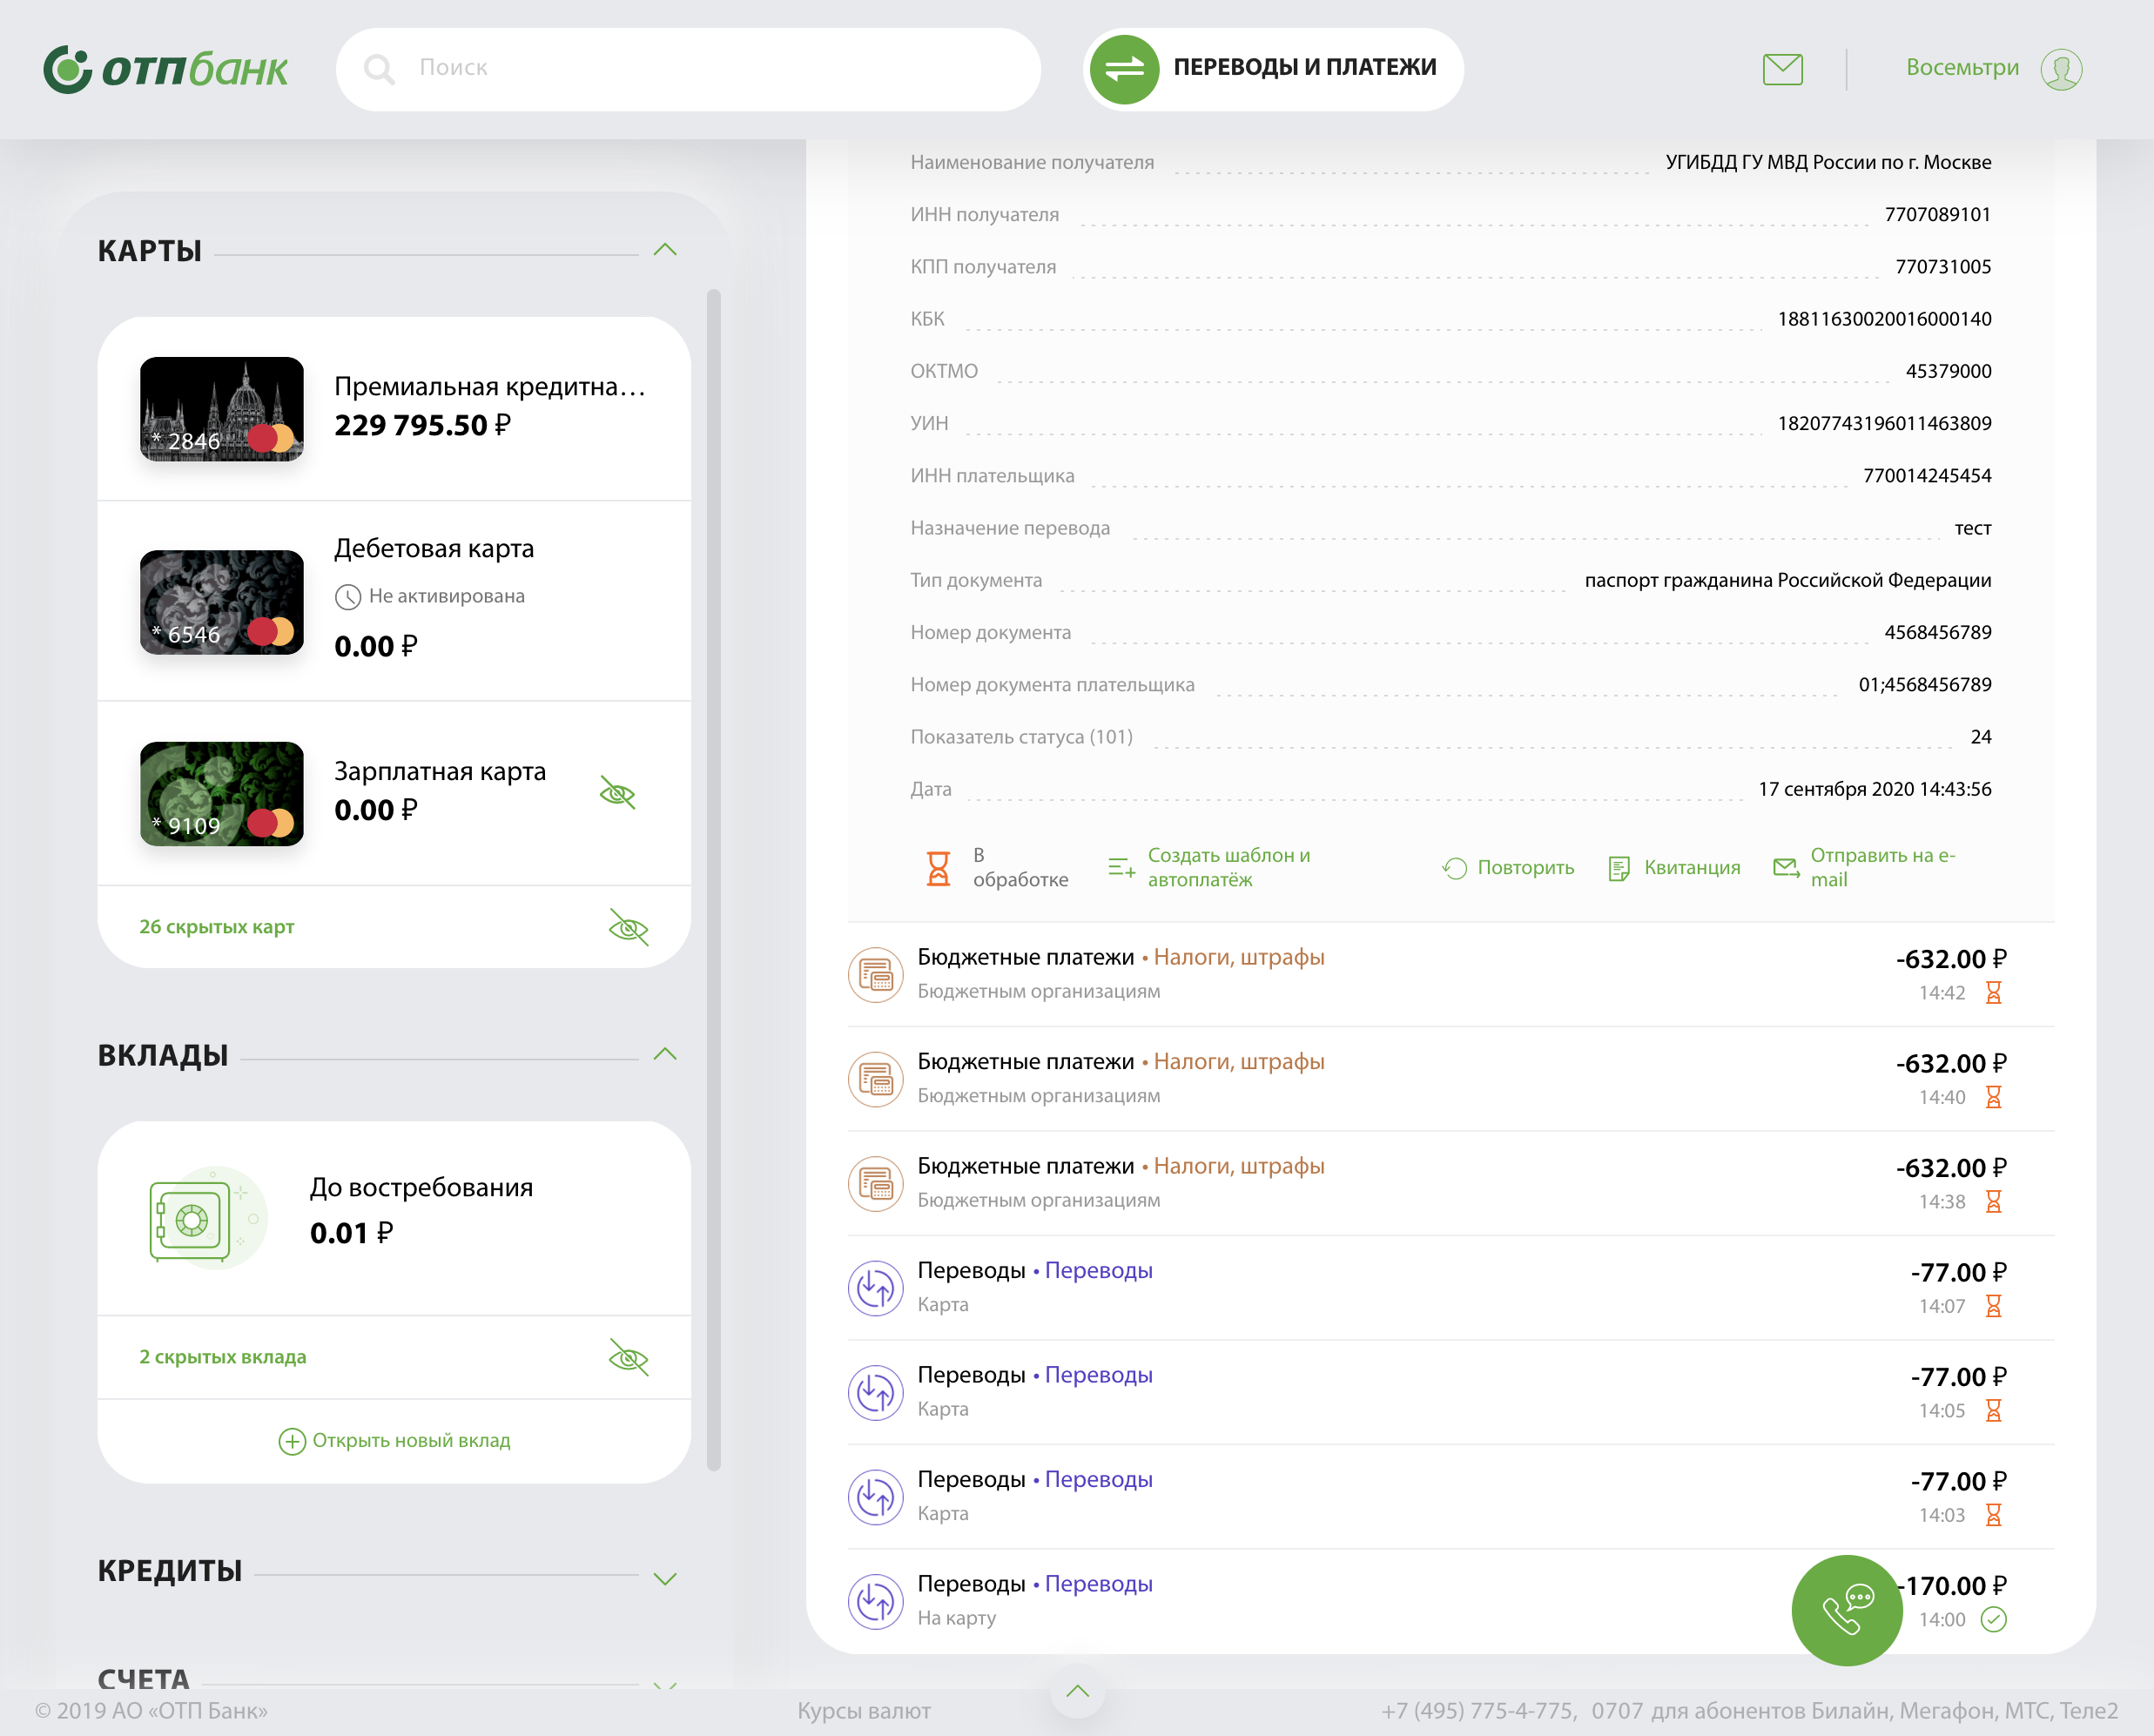 ОТПбанк
Поиск
ПЕРЕВОДЫ И ПЛАТЕЖИ
Восемьтри
КАРТЫ
* 2846
Премиальная кредитна...
229 795.50 ₽
* 6546
Дебетовая карта
Не активирована
0.00 ₽
* 9109
Зарплатная карта
0.00 ₽
26 скрытых карт
ВКЛАДЫ
До востребования
0.01 ₽
2 скрытых вклада
Открыть новый вклад
КРЕДИТЫ
СЧЕТА
Наименование получателя УГИБДД ГУ МВД России по г. Москве
ИНН получателя 7707089101
КПП получателя 770731005
КБК 18811630020016000140
ОКТМО 45379000
УИН 18207743196011463809
ИНН плательщика 770014245454
Назначение перевода тест
Тип документа паспорт гражданина Российской Федерации
Номер документа 4568456789
Номер документа плательщика 01;4568456789
Показатель статуса (101) 24
Дата 17 сентября 2020 14:43:56
В
обработке
Создать шаблон и
автоплатёж
Повторить
Квитанция
Отправить на e-
mail
Бюджетные платежи • Налоги, штрафы -632.00 ₽
Бюджетным организациям 14:42
Бюджетные платежи • Налоги, штрафы -632.00 ₽
Бюджетным организациям 14:40
Бюджетные платежи • Налоги, штрафы -632.00 ₽
Бюджетным организациям 14:38
Переводы • Переводы -77.00 ₽
Карта 14:07
Переводы • Переводы -77.00 ₽
Карта 14:05
Переводы • Переводы -77.00 ₽
Карта 14:03
Переводы • Переводы -170.00 ₽
На карту 14:00
© 2019 АО «ОТП Банк»
Курсы валют
+7 (495) 775-4-775, 0707 для абонентов Билайн, Мегафон, МТС, Теле2